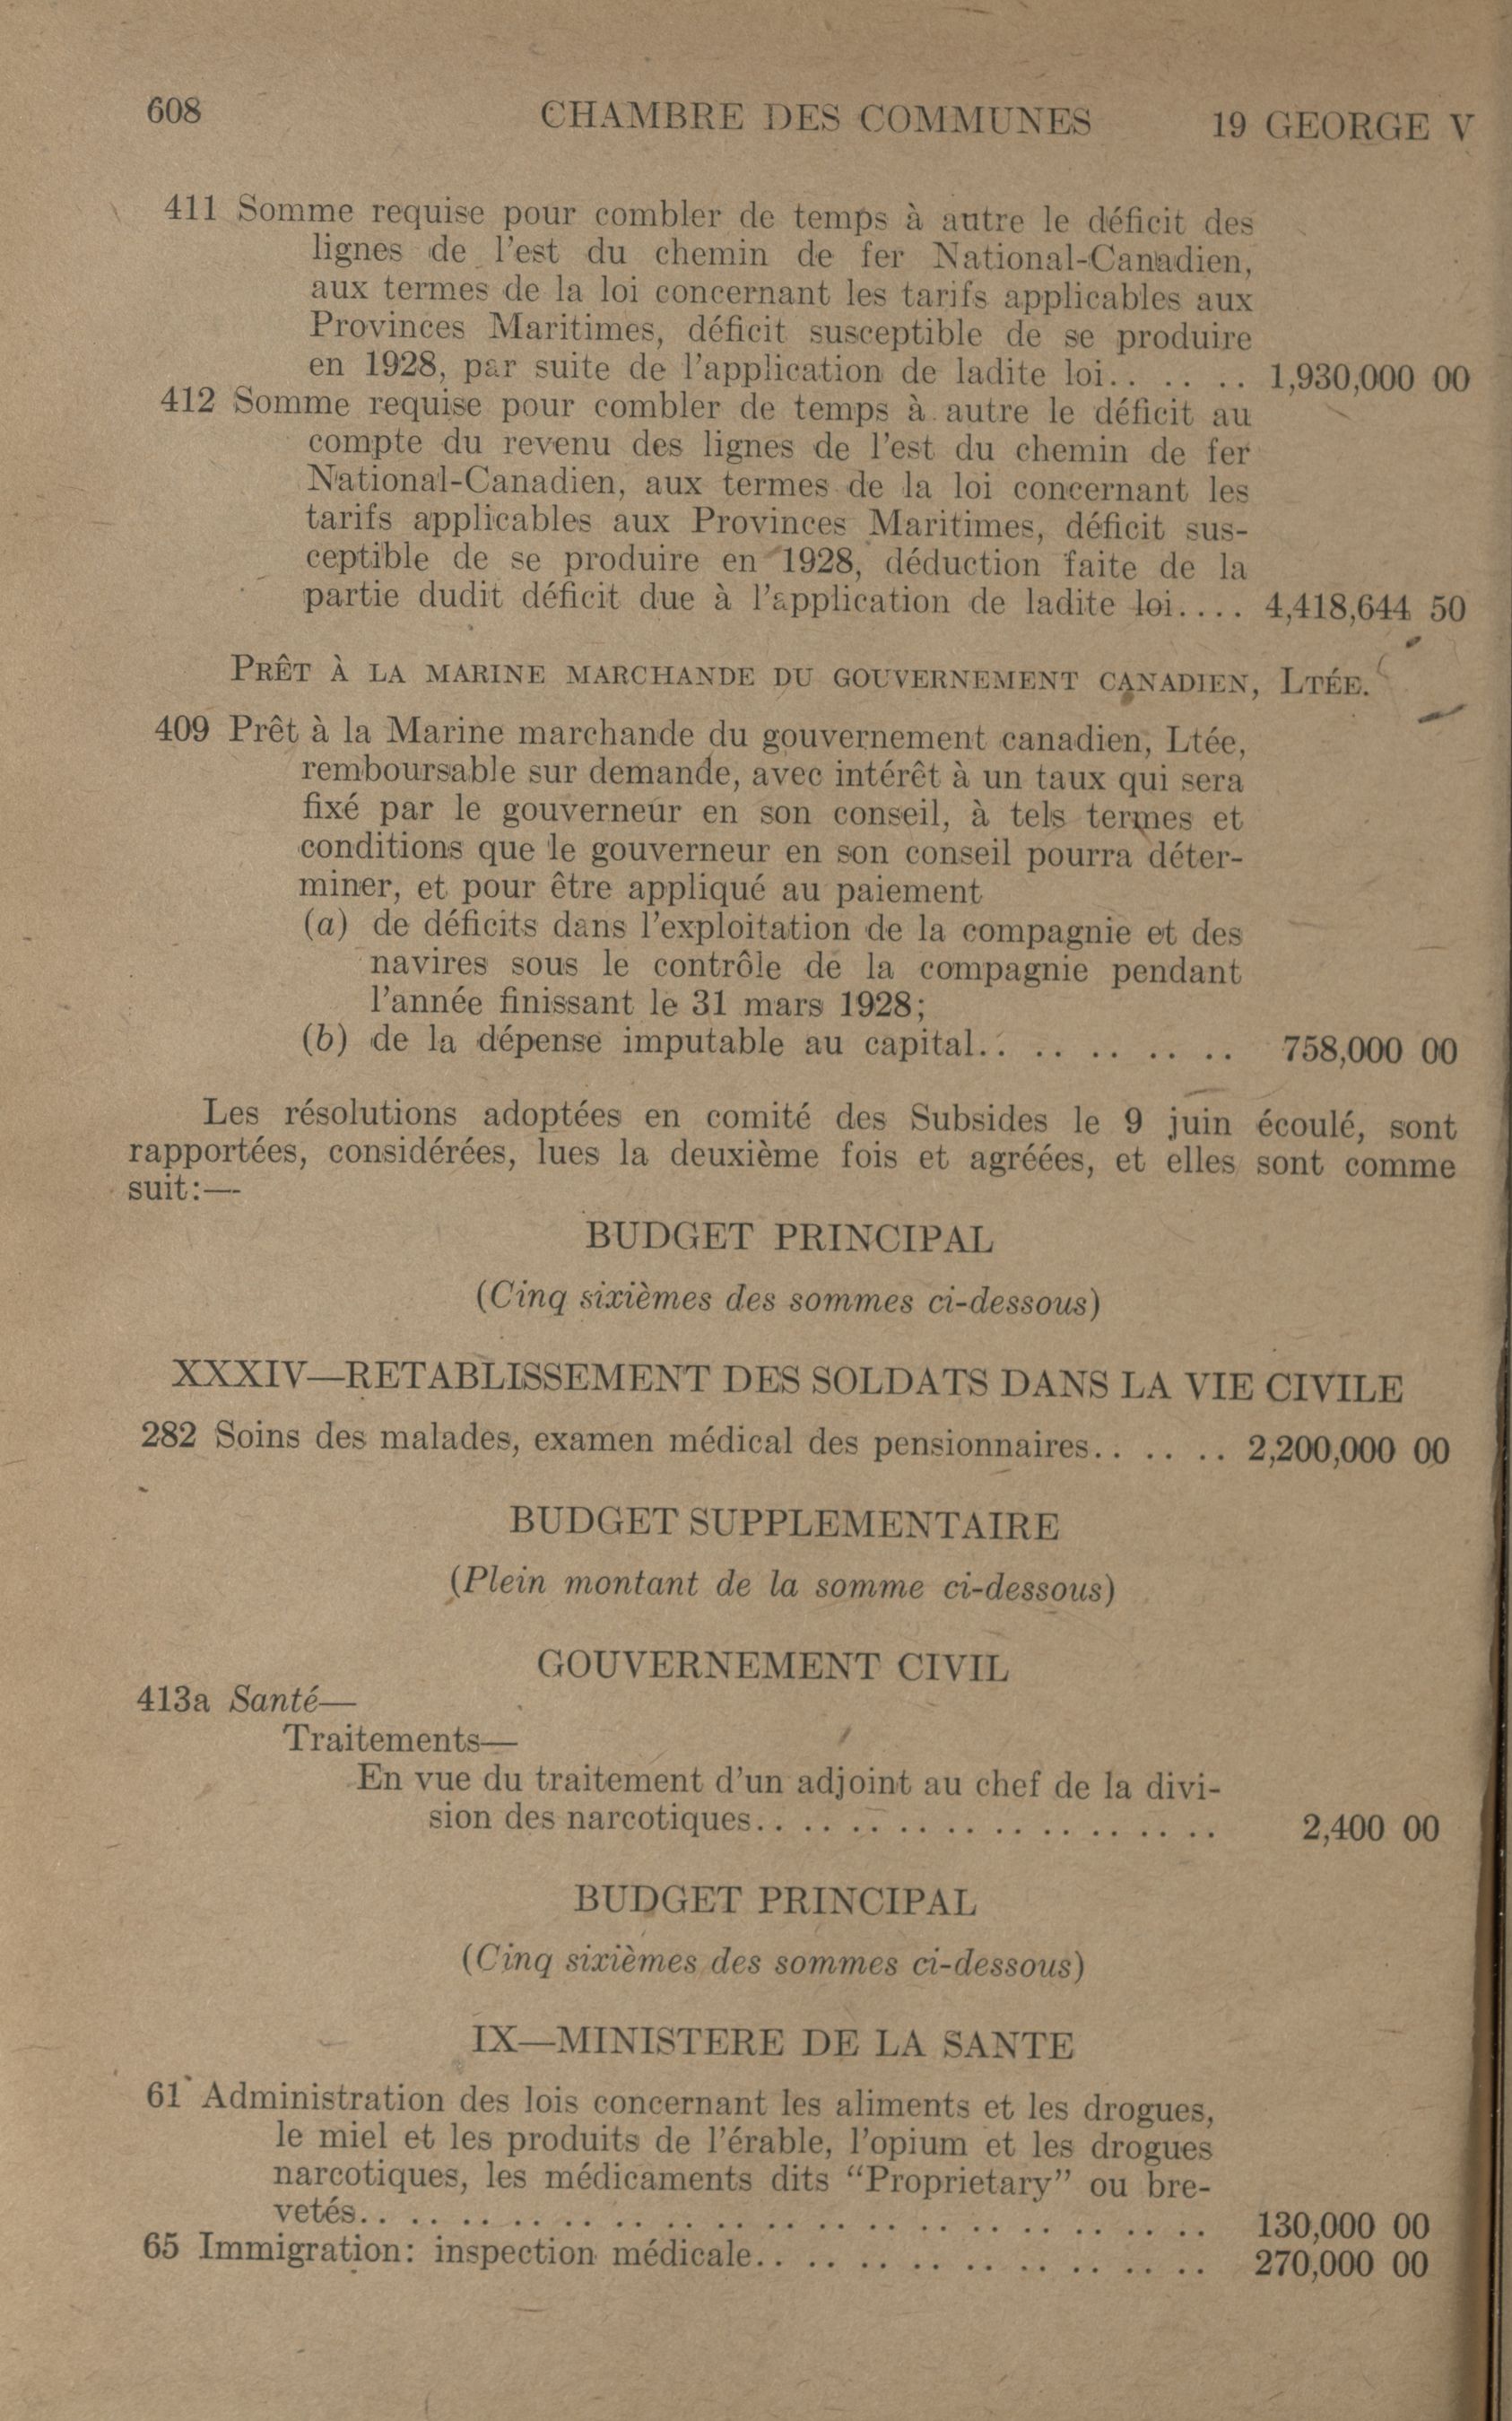 608 CHAMBRE DES COMMUNES 19 GEORGE V
411 Somme requise pour combler de temps à autre le déficit des
lignes de l'est du chemin de fer National-Canadien,
aux termes de la loi concernant les tarifs applicables aux
Provinces Maritimes, déficit susceptible de se produire
en 1928, par suite de l'application de ladite loi.. .. .. 1,930,000 00
412 Somme requise pour combler de temps à autre le déficit au
compte du revenu des lignes de l'est du chemin de fer
National-Canadien, aux termes de la loi concernant les
tarifs applicables aux Provinces Maritimes, déficit sus-
ceptible de se produire en 1928, déduction faite de la
partie dudit déficit due à l'application de ladite loi.... 4,418,644 50
PRÊT À LA MARINE MARCHANDE DU GOUVERNEMENT CANADIEN, LTÉE.
409 Prêt à la Marine marchande du gouvernement canadien, Ltée,
remboursable sur demande, avec intérêt à un taux qui sera
fixé par le gouverneur en son conseil, à tels termes et
conditions que le gouverneur en son conseil pourra déter-
miner, et pour être appliqué au paiement
(a) de déficits dans l'exploitation de la compagnie et des
navires sous le contrôle de la compagnie pendant
l'année finissant le 31 mars 1928;
(b) de la dépense imputable au capital.. .. .. .. .. 758,000 00
Les résolutions adoptées en comité des Subsides le 9 juin écoulé, sont
rapportées, considérées, lues la deuxième fois et agréées, et elles sont comme
suit:—
BUDGET PRINCIPAL
(Cinq sixièmes des sommes ci-dessous)
XXXIV—RETABLISSEMENT DES SOLDATS DANS LA VIE CIVILE
282 Soins des malades, examen médical des pensionnaires.. .. .. 2,200,000 00
BUDGET SUPPLEMENTAIRE
(Plein montant de la somme ci-dessous)
GOUVERNEMENT CIVIL
413a Santé—
Traitements—
En vue du traitement d'un adjoint au chef de la divi-
sion des narcotiques.. .. .. .. .. .. .. .. .. .. 2,400 00
BUDGET PRINCIPAL
(Cinq sixièmes des sommes ci-dessous)
IX—MINISTERE DE LA SANTE
61 Administration des lois concernant les aliments et les drogues,
le miel et les produits de l'érable, l'opium et les drogues
narcotiques, les médicaments dits “Proprietary” ou bre-
vetés.. .. .. .. .. .. .. .. .. .. .. .. .. .. .. .. .. 130,000 00
65 Immigration: inspection médicale.. .. .. .. .. .. .. .. .. 270,000 00